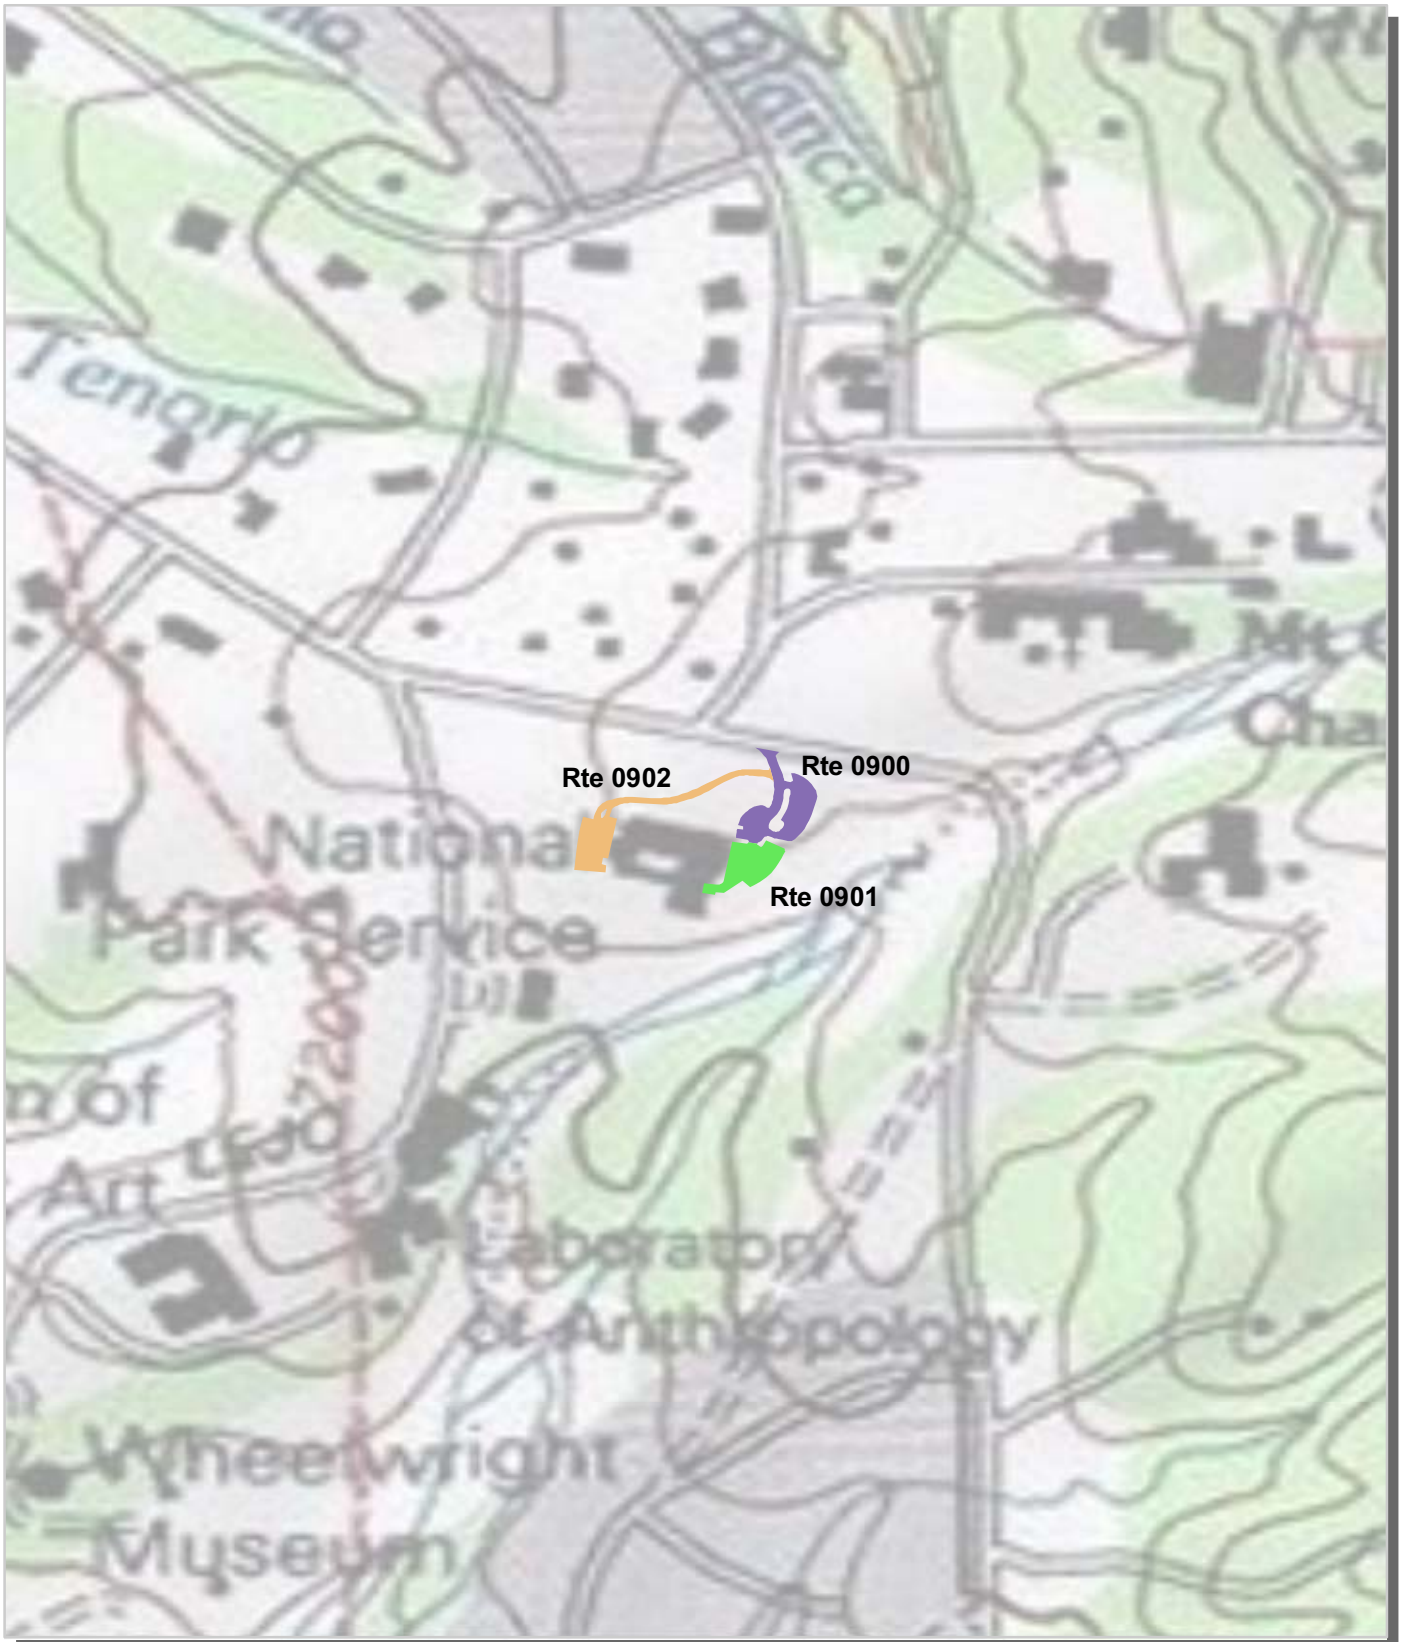 Blanca
Tenorio
Rte 0900
Rte 0902
National
Park Service
Rte 0901
7200
Mt C
Cha
m of
Art
Laboratory
of Anthropology
Wheelwright
Museum